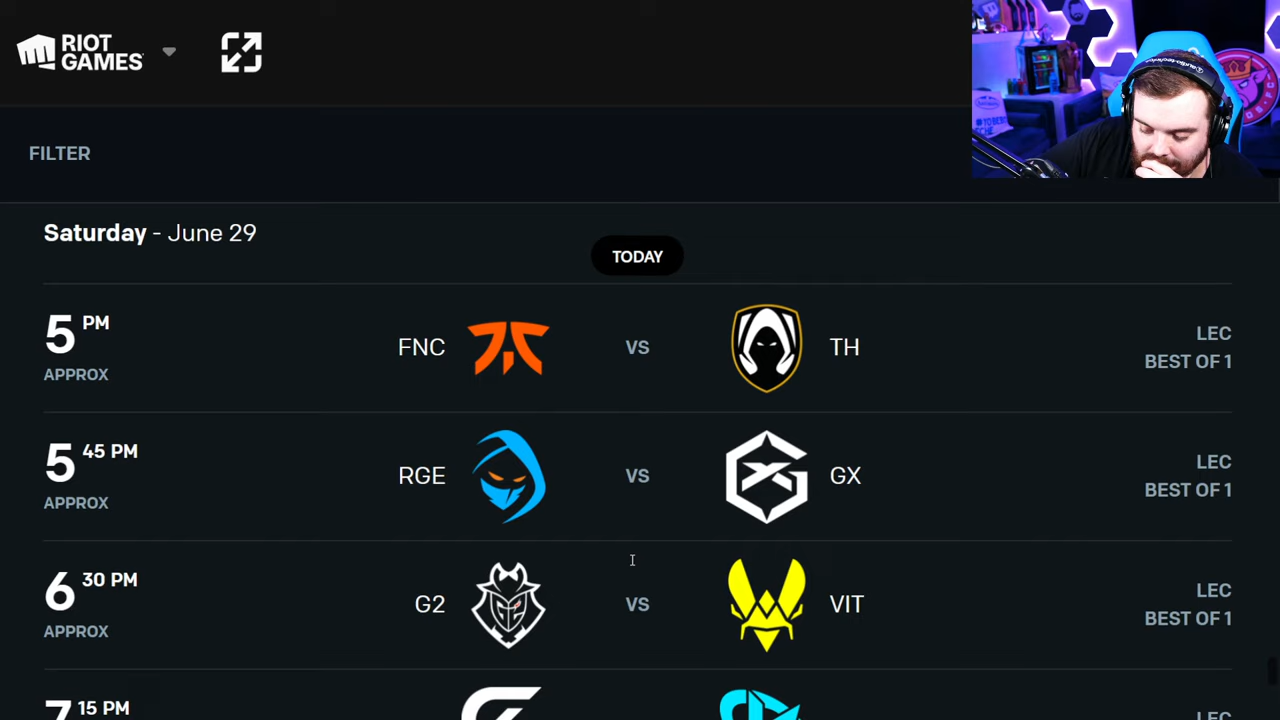 RIOT
GAMES
FILTER
Saturday - June 29
TODAY
5 PM
APPROX
FNC VS TH
LEC
BEST OF 1
5 45 PM
APPROX
RGE VS GX
LEC
BEST OF 1
6 30 PM
APPROX
G2 VS VIT
LEC
BEST OF 1
7 15 PM
LEC